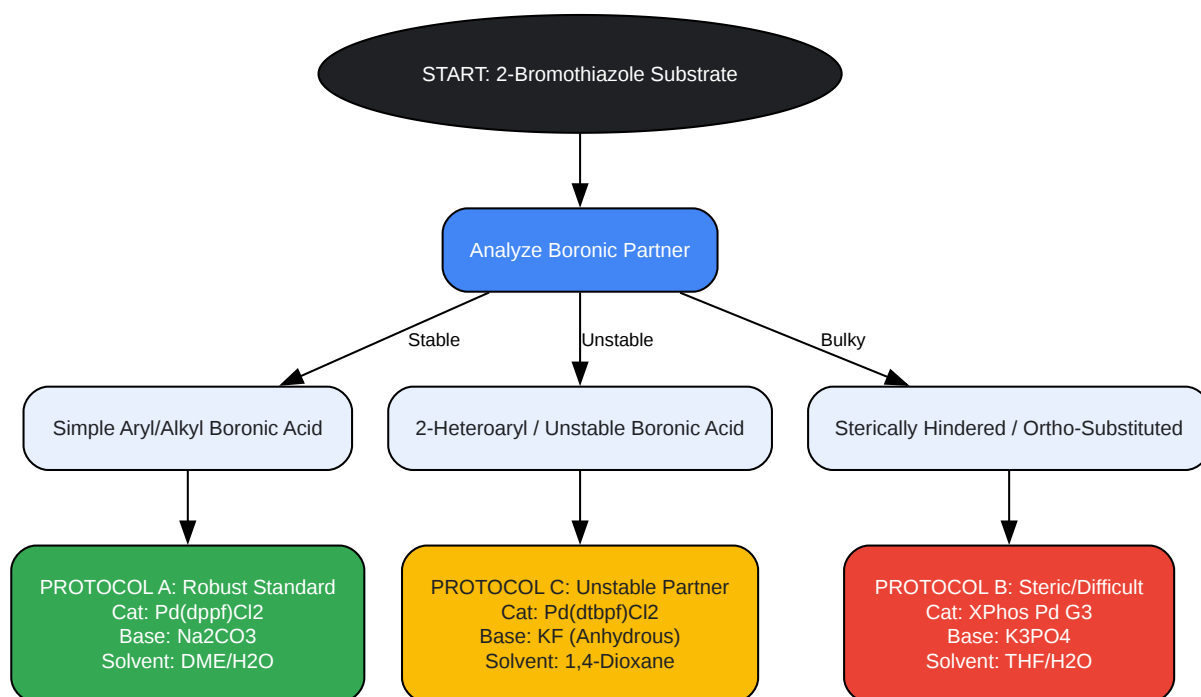 START: 2-Bromothiazole Substrate
Analyze Boronic Partner
Stable
Unstable
Bulky
Simple Aryl/Alkyl Boronic Acid
2-Heteroaryl / Unstable Boronic Acid
Sterically Hindered / Ortho-Substituted
PROTOCOL A: Robust Standard
Cat: Pd(dppf)Cl2
Base: Na2CO3
Solvent: DME/H2O
PROTOCOL C: Unstable Partner
Cat: Pd(dtbpf)Cl2
Base: KF (Anhydrous)
Solvent: 1,4-Dioxane
PROTOCOL B: Steric/Difficult
Cat: XPhos Pd G3
Base: K3PO4
Solvent: THF/H2O